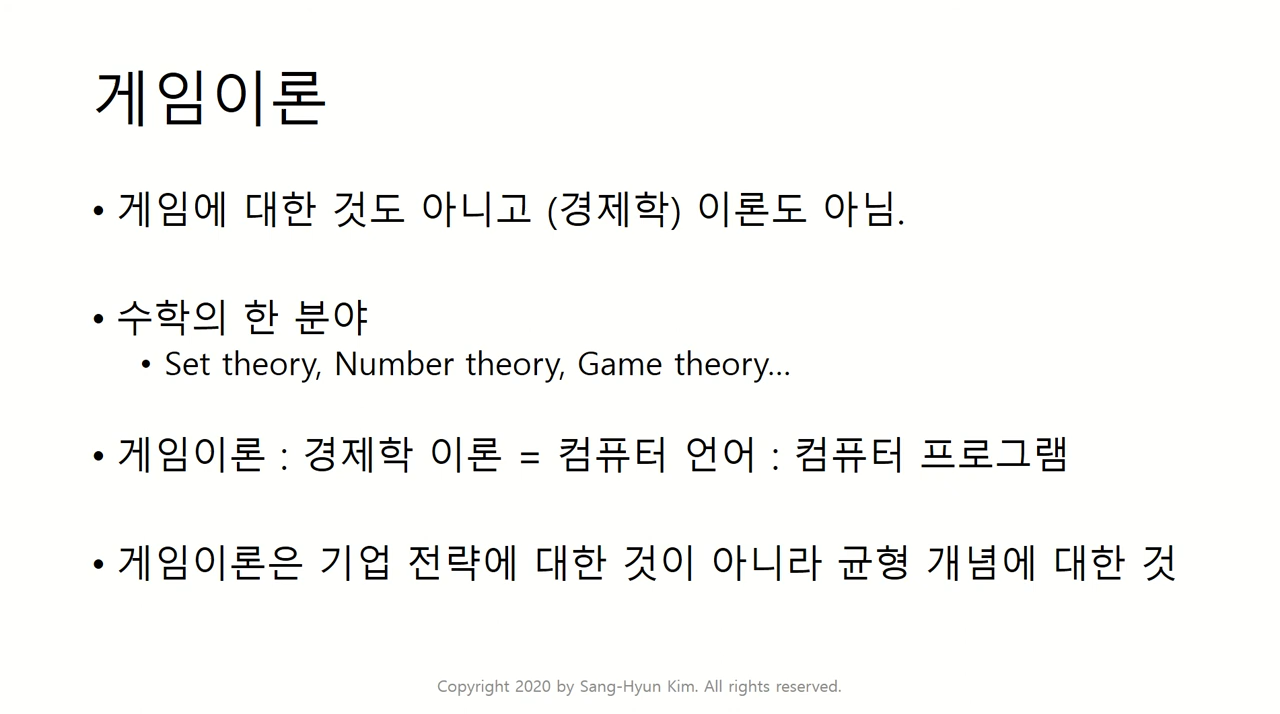 게임이론
• 게임에 대한 것도 아니고 (경제학) 이론도 아님.
• 수학의 한 분야
• Set theory, Number theory, Game theory...
• 게임이론 : 경제학 이론 = 컴퓨터 언어 : 컴퓨터 프로그램
• 게임이론은 기업 전략에 대한 것이 아니라 균형 개념에 대한 것
Copyright 2020 by Sang-Hyun Kim. All rights reserved.